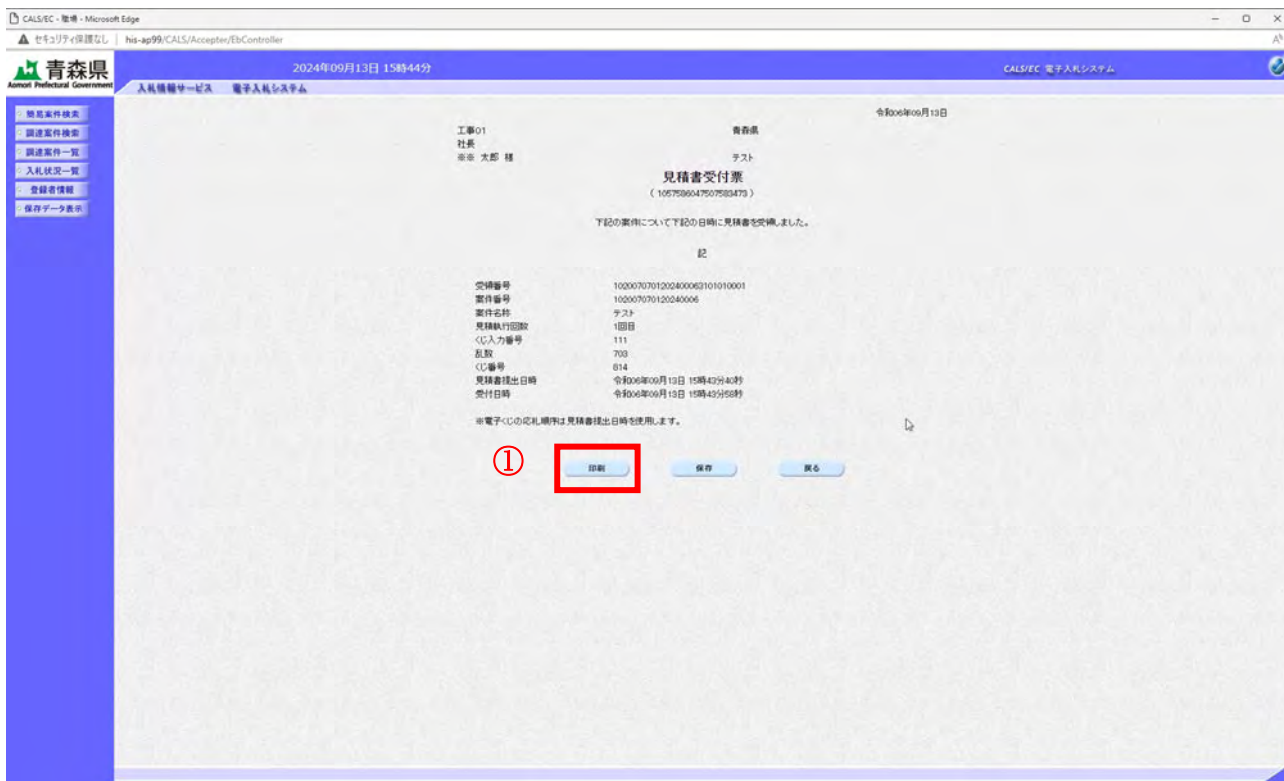 CALS/EC - 職場 - Microsoft Edge
セキュリティ保護なし his-ap99/CALS/Accepter/EbController
青森県
Aomori Prefectural Government
2024年09月13日 15時44分
CALS/EC 電子入札システム
入札情報サービス 電子入札システム
簡易案件検索
調達案件検索
調達案件一覧
入札状況一覧
登録者情報
保存データ表示
令和06年09月13日
工事01 青森県
社長
※※ 太郎 様 テスト
見積書受付票
( 1057586047507583473 )
下記の案件について下記の日時に見積書を受領しました。
記
受領番号 1020070701202400063101010001
案件番号 102007070120240006
案件名称 テスト
見積執行回数 1回目
くじ入力番号 111
乱数 703
くじ番号 814
見積書提出日時 令和06年09月13日 15時43分40秒
受付日時 令和06年09月13日 15時43分58秒
※電子くじの応札順序は見積書提出日時を使用します。
① 印刷 保存 戻る